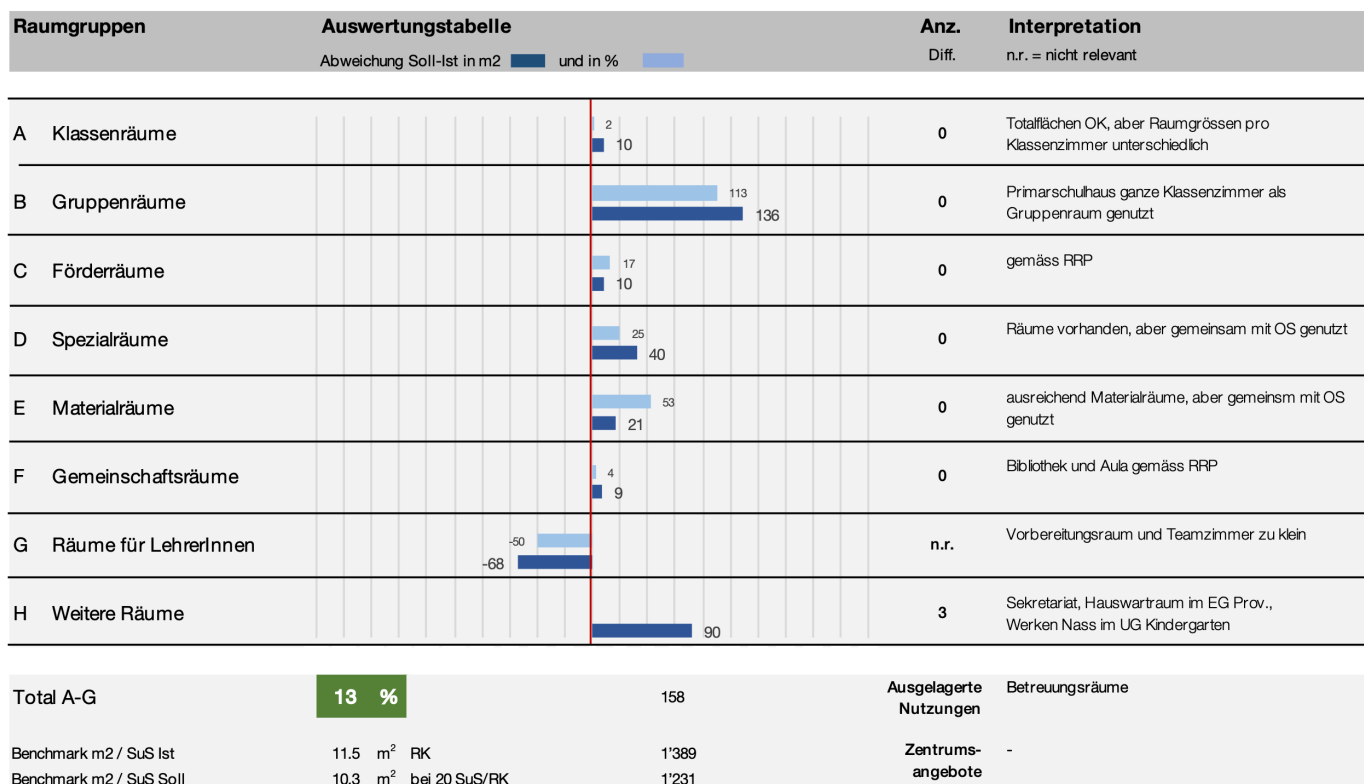 Raumgruppen Auswertungstabelle Anz. Interpretation
Abweichung Soll-Ist in m2 und in % Diff. n.r. = nicht relevant
A Klassenräume 2 10 0 Totalflächen OK, aber Raumgrössen pro
Klassenzimmer unterschiedlich
B Gruppenräume 113 136 0 Primarschulhaus ganze Klassenzimmer als
Gruppenraum genutzt
C Förderräume 17 10 0 gemäss RRP
D Spezialräume 25 40 0 Räume vorhanden, aber gemeinsam mit OS genutzt
E Materialräume 53 21 0 ausreichend Materialräume, aber gemeinsm mit OS
genutzt
F Gemeinschaftsräume 4 9 0 Bibliothek und Aula gemäss RRP
G Räume für LehrerInnen -50 -68 n.r. Vorbereitungsraum und Teamzimmer zu klein
H Weitere Räume 90 3 Sekretariat, Hauswartraum im EG Prov.,
Werken Nass im UG Kindergarten
Total A-G 13 % 158 Ausgelagerte Betreuungsräume
Nutzungen
Benchmark m2 / SuS Ist 11.5 m² RK 1'389 Zentrums- -
angebote
Benchmark m2 / SuS Soll 10.3 m² bei 20 SuS/RK 1'231